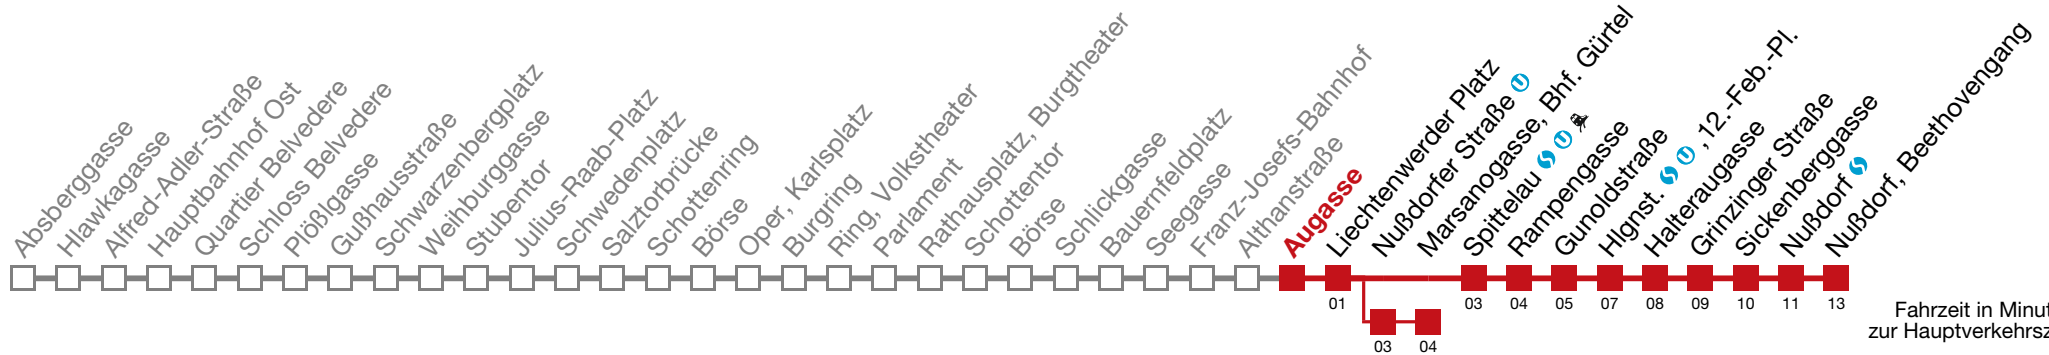 Absberggasse
Hlawkagasse
Alfred-Adler-Straße
Hauptbahnhof Ost
Quartier Belvedere
Schloss Belvedere
Plößlgasse
Gußhausstraße
Schwarzenbergplatz
Weihburggasse
Stubentor
Julius-Raab-Platz
Schwedenplatz
Salztorbrücke
Schottenring
Börse
Oper, Karlsplatz
Burgring
Ring, Volkstheater
Parlament
Rathausplatz, Burgtheater
Schottentor
Börse
Schlickgasse
Bauernfeldplatz
Seegasse
Franz-Josefs-Bahnhof
Althanstraße
Augasse
Liechtenwerder Platz
Nußdorfer Straße U
Marsanogasse, Bhf. Gürtel
Spittelau S U
Rampengasse
Gunoldstraße
Hlgnst. S U , 12.-Feb.-Pl.
Halteraugasse
Grinzinger Straße
Sickenberggasse
Nußdorf S
Nußdorf, Beethovengang
01 03 04 05 07 08 09 10 11 13
03 04
Fahrzeit in Minut
zur Hauptverkehrsz